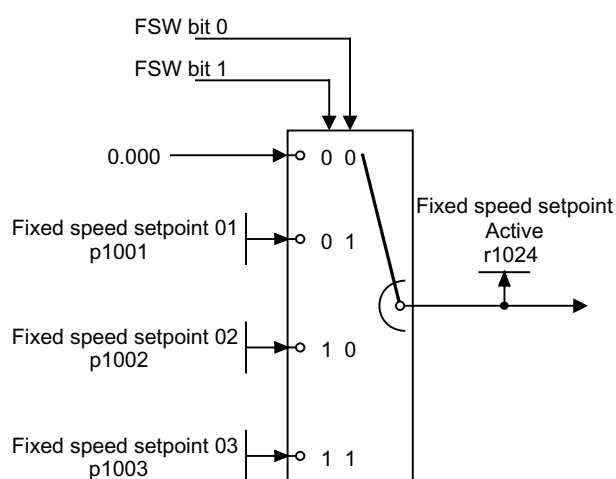 FSW bit 0
FSW bit 1
0.000
0 0
Fixed speed setpoint 01
p1001
0 1
Fixed speed setpoint
Active
r1024
Fixed speed setpoint 02
p1002
1 0
Fixed speed setpoint 03
p1003
1 1